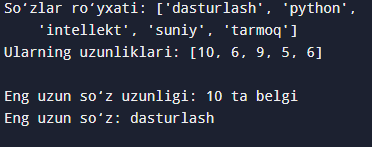 So‘zlar ro‘yxati: ['dasturlash', 'python',
'intellekt', 'suniy', 'tarmoq']
Ularning uzunliklari: [10, 6, 9, 5, 6]
Eng uzun so‘z uzunligi: 10 ta belgi
Eng uzun so‘z: dasturlash